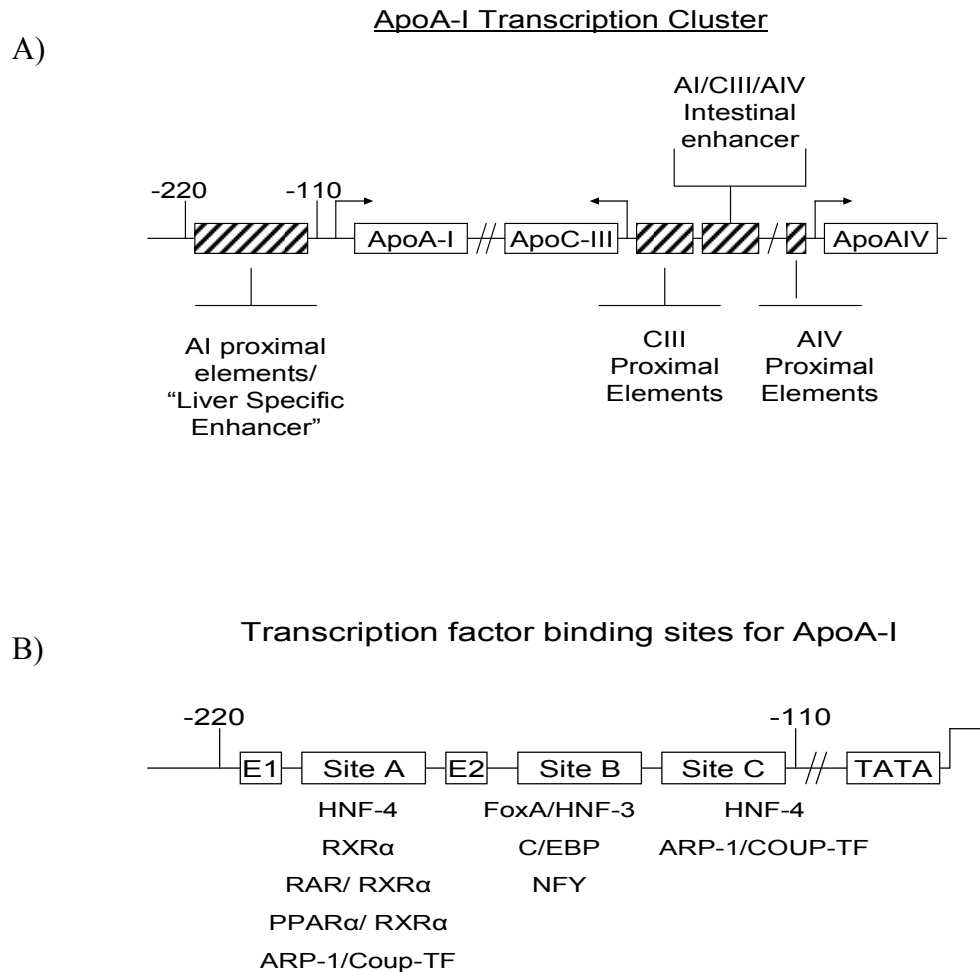 ApoA-I Transcription Cluster
A)
AI/CIII/AIV
Intestinal
enhancer
-220
-110
ApoA-I
ApoC-III
ApoAIV
AI proximal
elements/
“Liver Specific
Enhancer”
CIII
Proximal
Elements
AIV
Proximal
Elements
B)
Transcription factor binding sites for ApoA-I
-220
-110
E1
Site A
E2
Site B
Site C
TATA
HNF-4
RXRα
RAR/ RXRα
PPARα/ RXRα
ARP-1/Coup-TF
FoxA/HNF-3
C/EBP
NFY
HNF-4
ARP-1/COUP-TF